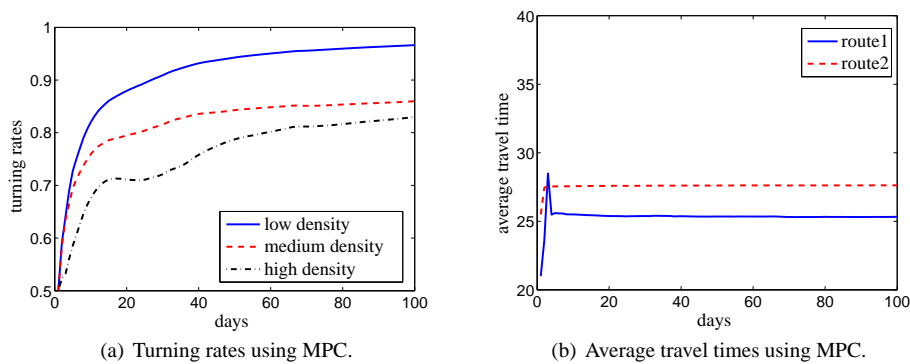 1
0.9
0.8
0.7
0.6
0.5
turning rates
low density
medium density
high density
0 20 40 60 80 100
days
(a) Turning rates using MPC.
40
35
30
25
20
average travel time
route1
route2
0 20 40 60 80 100
days
(b) Average travel times using MPC.